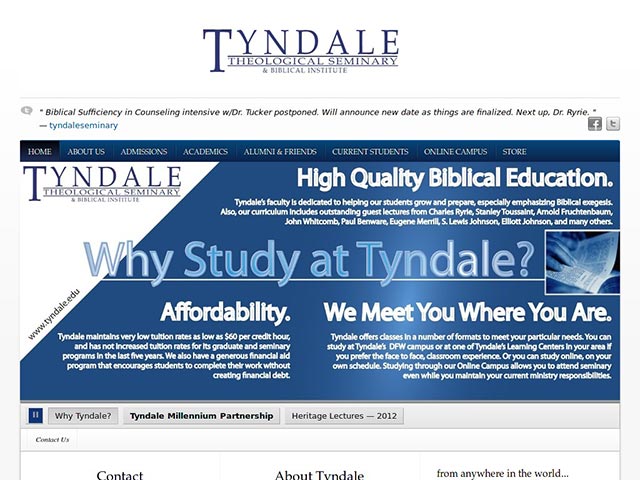 TYNDALE
THEOLOGICAL SEMINARY
& BIBLICAL INSTITUTE
" Biblical Sufficiency in Counseling intensive w/Dr. Tucker postponed. Will announce new date as things are finalized. Next up, Dr. Ryrie. "
— tyndaleseminary
HOME ABOUT US ADMISSIONS ACADEMICS ALUMNI & FRIENDS CURRENT STUDENTS ONLINE CAMPUS STORE
TYNDALE
THEOLOGICAL SEMINARY
& BIBLICAL INSTITUTE
High Quality Biblical Education.
Tyndale's faculty is dedicated to helping our students grow and prepare, especially emphasizing Biblical exegesis.
Also, our curriculum includes outstanding guest lectures from Charles Ryrie, Stanley Toussaint, Arnold Fruchtenbaum,
John Whitcomb, Paul Benware, Eugene Merrill, S. Lewis Johnson, Elliott Johnson, and many others.
Why Study at Tyndale?
www.tyndale.edu
Affordability.
Tyndale maintains very low tuition rates as low as $60 per credit hour,
and has not increased tuition rates for its graduate and seminary
programs in the last five years. We also have a generous financial aid
program that encourages students to complete their work without
creating financial debt.
We Meet You Where You Are.
Tyndale offers classes in a number of formats to meet your particular needs. You can
study at Tyndale's DFW campus or at one of Tyndale's Learning Centers in your area if
you prefer the face to face, classroom experience. Or you can study online, on your
own schedule. Studying through our Online Campus allows you to attend seminary
even while you maintain your current ministry responsibilities.
Why Tyndale? Tyndale Millennium Partnership Heritage Lectures — 2012
Contact Us
Contact
About Tyndale
from anywhere in the world...